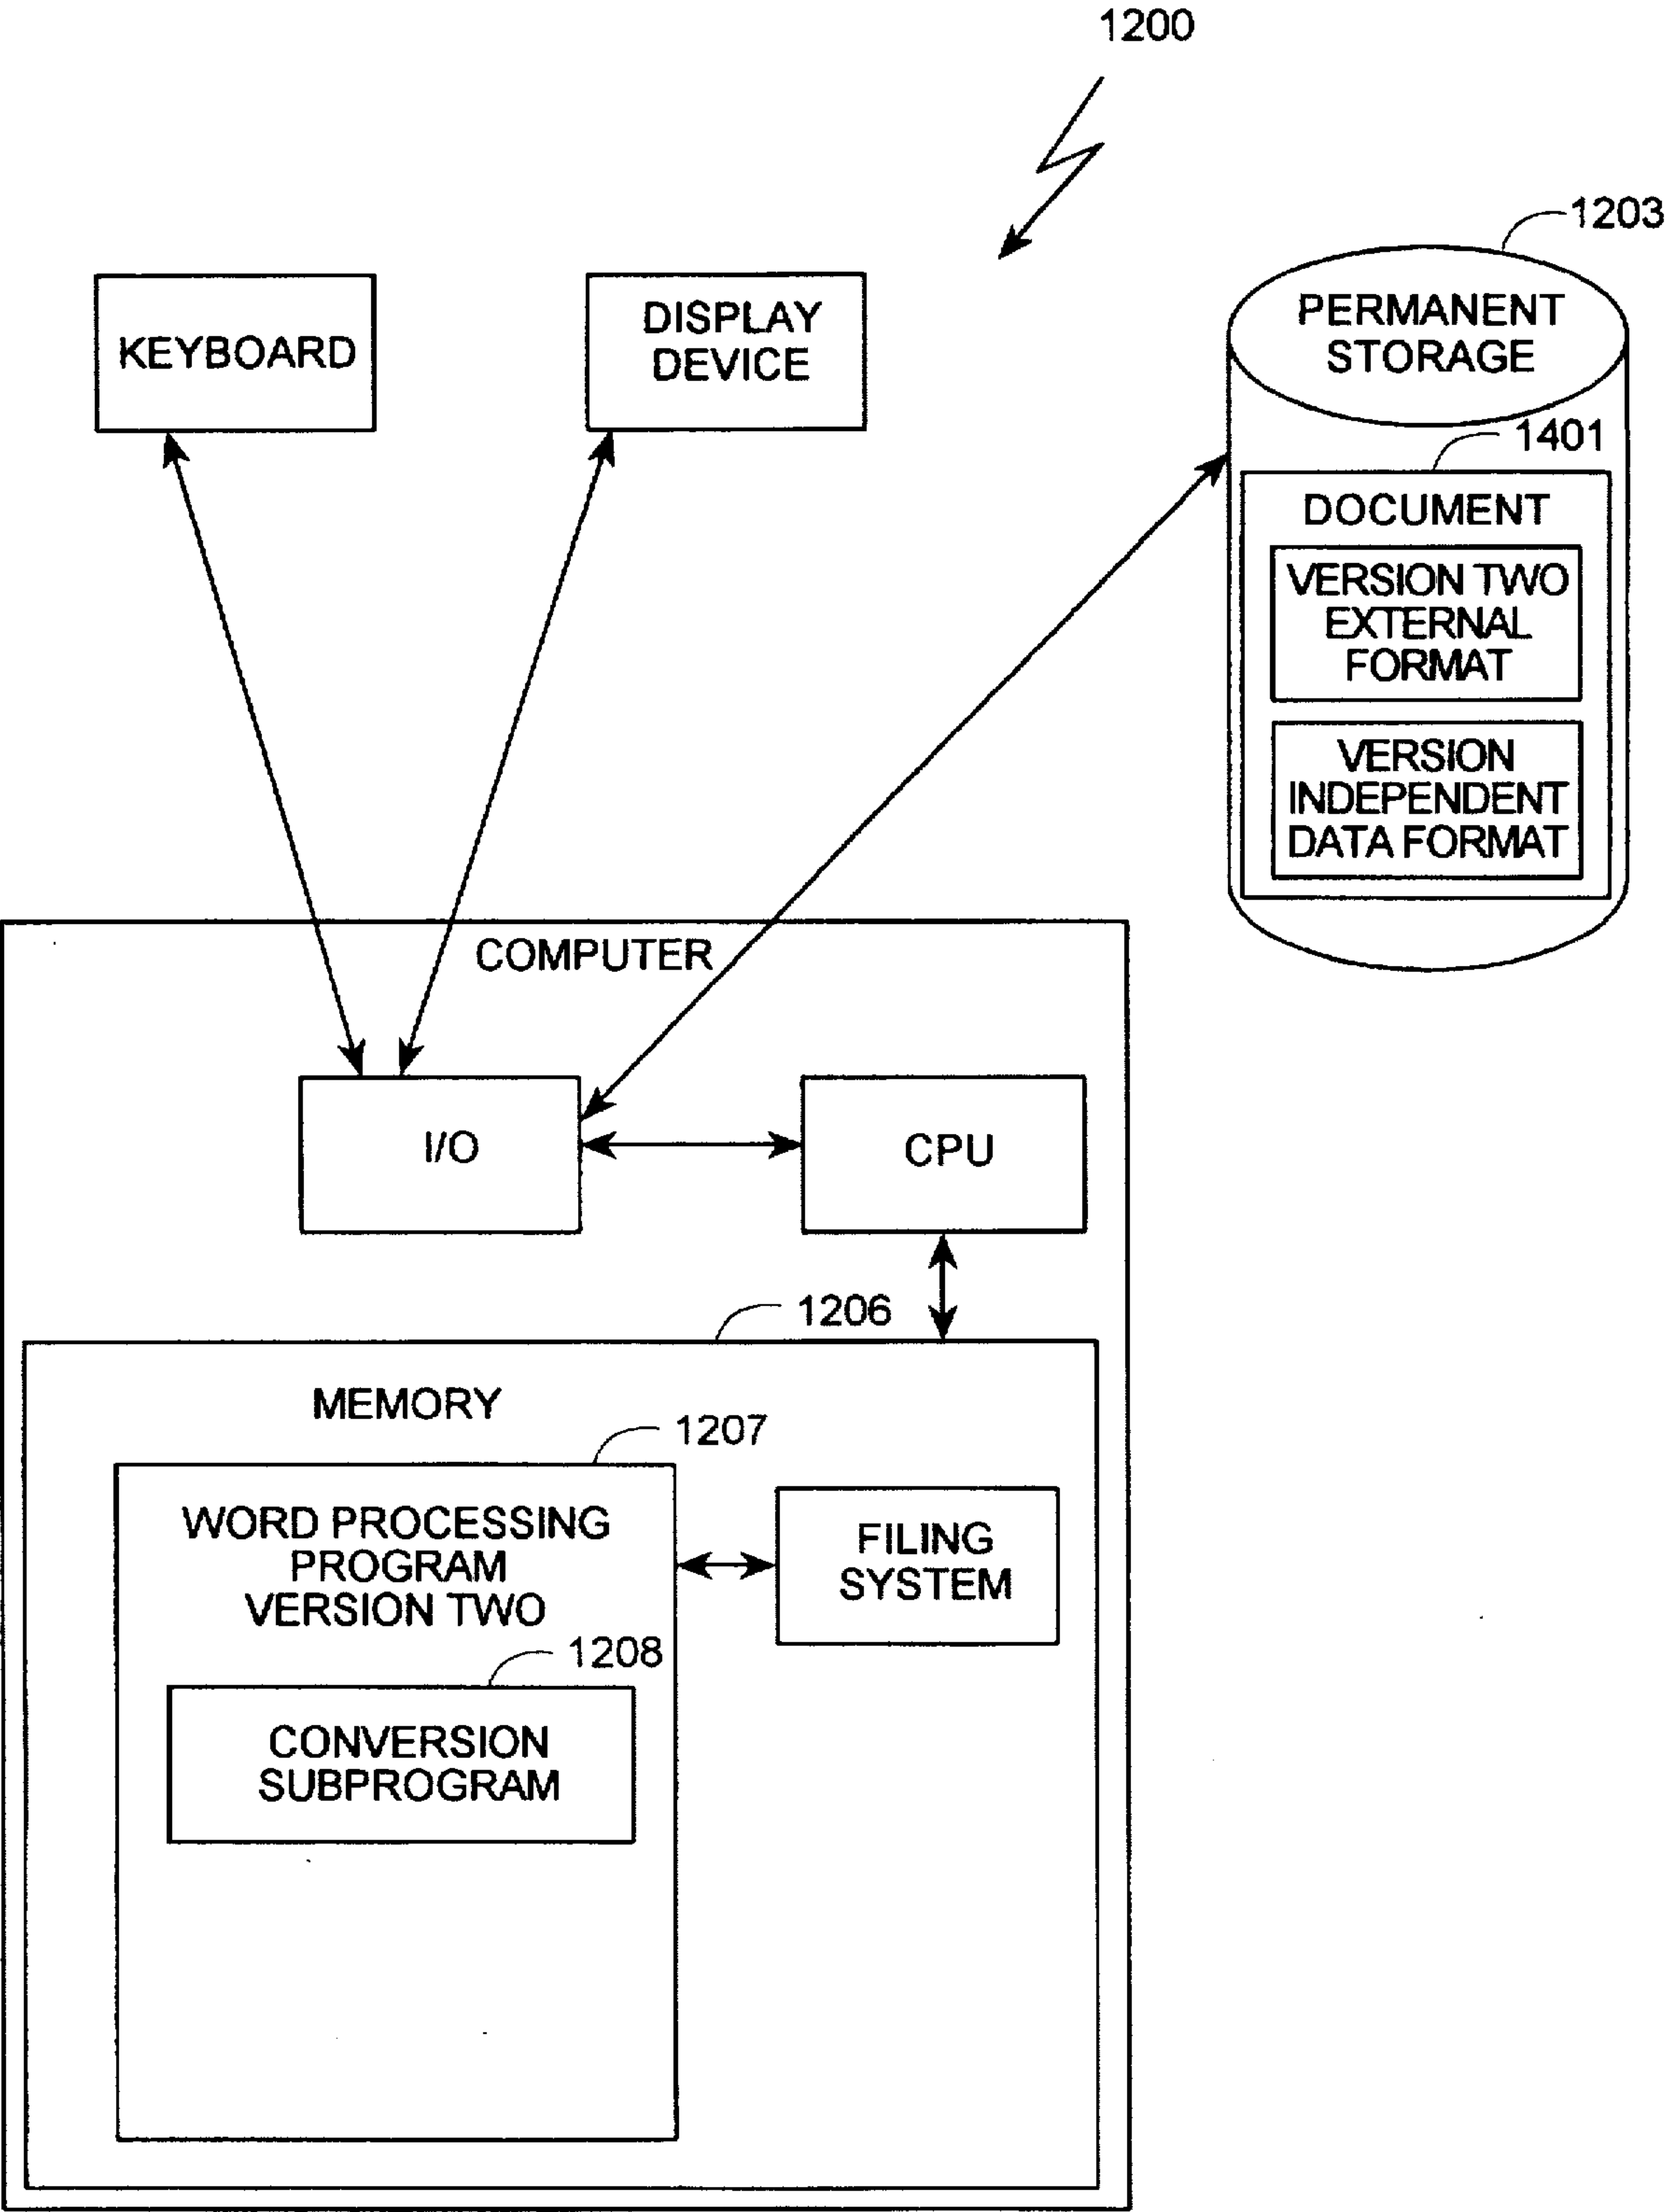 1200
1203
KEYBOARD
DISPLAY
DEVICE
PERMANENT
STORAGE
1401
DOCUMENT
VERSION TWO
EXTERNAL
FORMAT
VERSION
INDEPENDENT
DATA FORMAT
COMPUTER
I/O
CPU
1206
MEMORY
1207
WORD PROCESSING
PROGRAM
VERSION TWO
FILING
SYSTEM
1208
CONVERSION
SUBPROGRAM